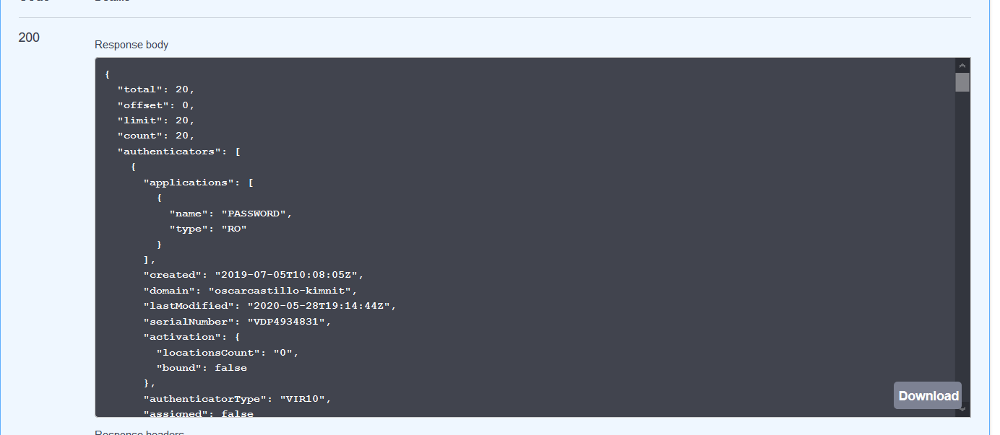 Code Details
200
Response body
{
"total": 20,
"offset": 0,
"limit": 20,
"count": 20,
"authenticators": [
{
"applications": [
{
"name": "PASSWORD",
"type": "RO"
}
],
"created": "2019-07-05T10:08:05Z",
"domain": "oscarcastillo-kimnit",
"lastModified": "2020-05-28T19:14:44Z",
"serialNumber": "VDP4934831",
"activation": {
"locationsCount": "0",
"bound": false
},
"authenticatorType": "VIR10",
"assigned": false
Download
Response headers